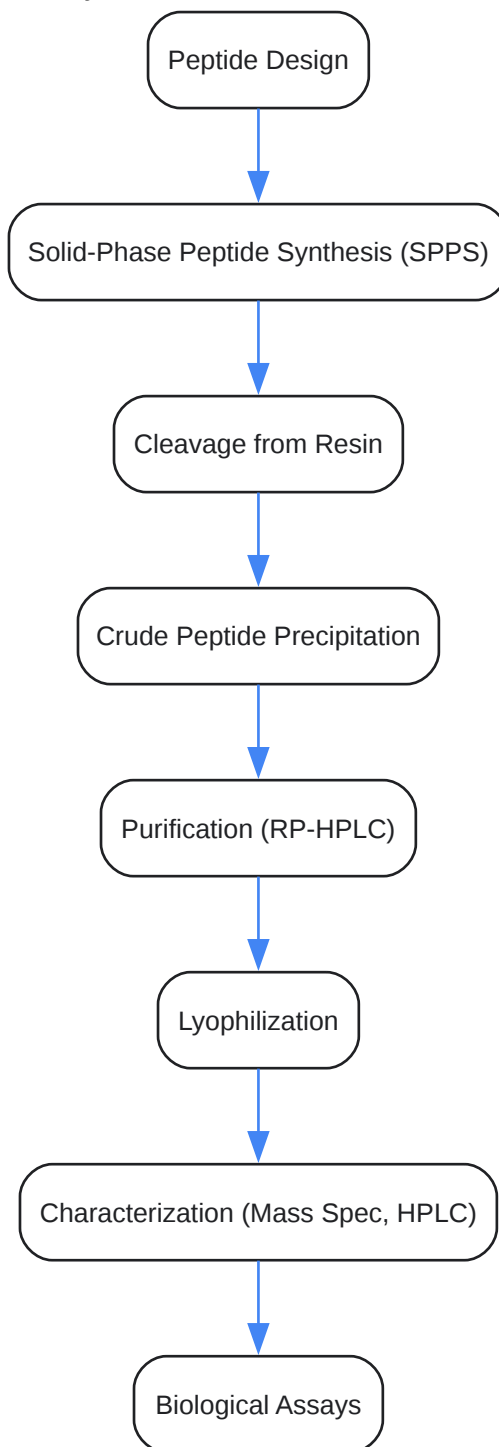 Peptide Design
Solid-Phase Peptide Synthesis (SPPS)
Cleavage from Resin
Crude Peptide Precipitation
Purification (RP-HPLC)
Lyophilization
Characterization (Mass Spec, HPLC)
Biological Assays